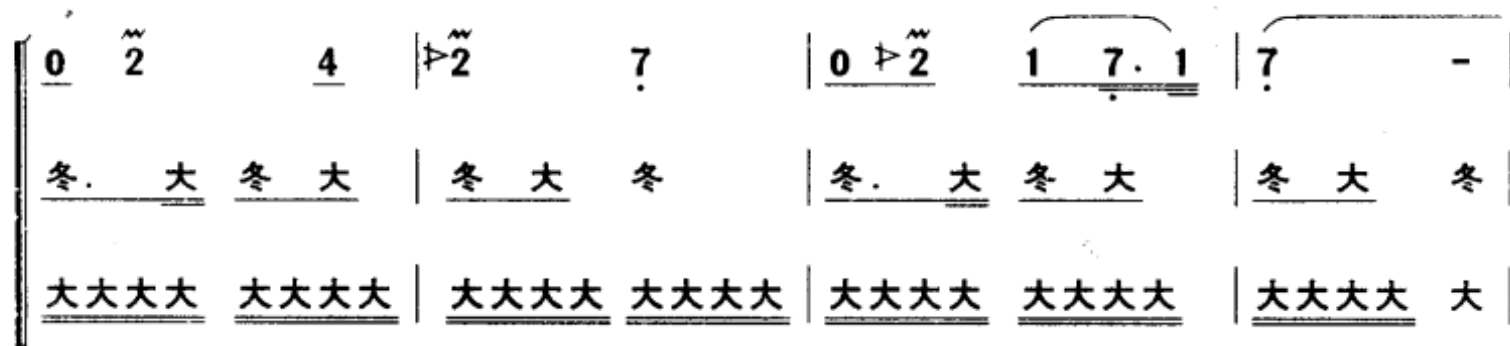 0 2 4 | 2 7 | 0 2 1 7. 1 | 7 - |
冬. 大 冬 大 | 冬 大 冬 | 冬. 大 冬 大 | 冬 大 冬 |
大大大大 大大大大 | 大大大大 大大大大 | 大大大大 大大大大 | 大大大大 大 |